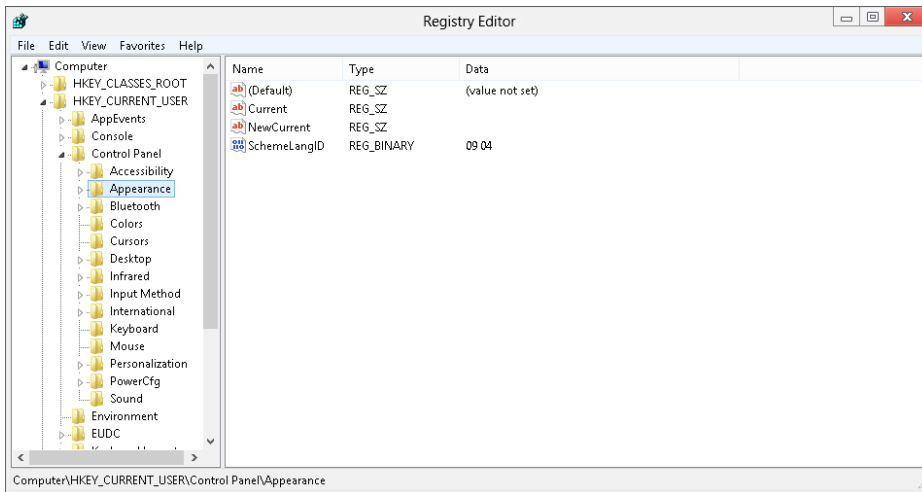 Registry Editor
File Edit View Favorites Help
Computer
HKEY_CLASSES_ROOT
HKEY_CURRENT_USER
AppEvents
Console
Control Panel
Accessibility
Appearance
Bluetooth
Colors
Cursors
Desktop
Infrared
Input Method
International
Keyboard
Mouse
Personalization
PowerCfg
Sound
Environment
EUDC
Name Type Data
(Default) REG_SZ (value not set)
Current REG_SZ
NewCurrent REG_SZ
SchemeLangID REG_BINARY 09 04
Computer\HKEY_CURRENT_USER\Control Panel\Appearance